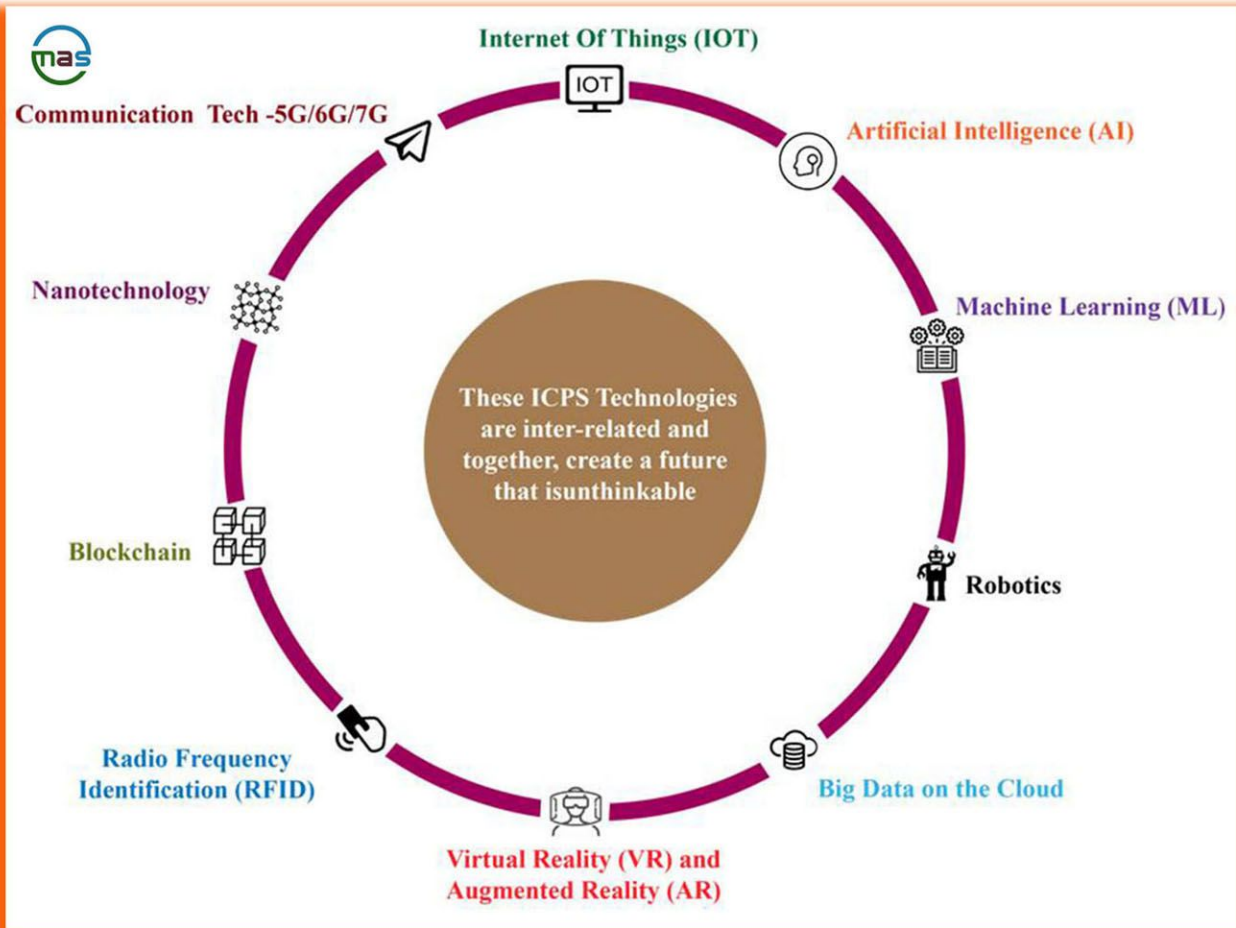 mas
Internet Of Things (IOT)
IOT
Communication Tech -5G/6G/7G
Artificial Intelligence (AI)
Nanotechnology
Machine Learning (ML)
These ICPS Technologies
are inter-related and
together, create a future
that isunthinkable
Blockchain
Robotics
Radio Frequency
Identification (RFID)
Big Data on the Cloud
Virtual Reality (VR) and
Augmented Reality (AR)